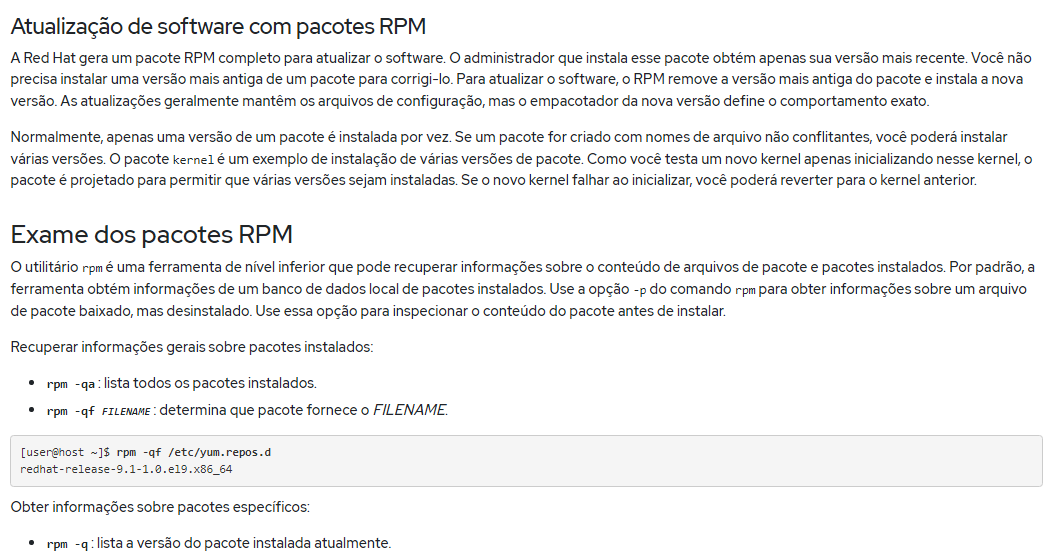 Atualização de software com pacotes RPM
A Red Hat gera um pacote RPM completo para atualizar o software. O administrador que instala esse pacote obtém apenas sua versão mais recente. Você não
precisa instalar uma versão mais antiga de um pacote para corrigi-lo. Para atualizar o software, o RPM remove a versão mais antiga do pacote e instala a nova
versão. As atualizações geralmente mantêm os arquivos de configuração, mas o empacotador da nova versão define o comportamento exato.
Normalmente, apenas uma versão de um pacote é instalada por vez. Se um pacote for criado com nomes de arquivo não conflitantes, você poderá instalar
várias versões. O pacote kernel é um exemplo de instalação de várias versões de pacote. Como você testa um novo kernel apenas inicializando nesse kernel, o
pacote é projetado para permitir que várias versões sejam instaladas. Se o novo kernel falhar ao inicializar, você poderá reverter para o kernel anterior.
Exame dos pacotes RPM
O utilitário rpm é uma ferramenta de nível inferior que pode recuperar informações sobre o conteúdo de arquivos de pacote e pacotes instalados. Por padrão, a
ferramenta obtém informações de um banco de dados local de pacotes instalados. Use a opção -p do comando rpm para obter informações sobre um arquivo
de pacote baixado, mas desinstalado. Use essa opção para inspecionar o conteúdo do pacote antes de instalar.
Recuperar informações gerais sobre pacotes instalados:
• rpm -qa : lista todos os pacotes instalados.
• rpm -qf FILENAME : determina que pacote fornece o FILENAME.
[user@host ~]$ rpm -qf /etc/yum.repos.d
redhat-release-9.1-1.0.el9.x86_64
Obter informações sobre pacotes específicos:
• rpm -q : lista a versão do pacote instalada atualmente.